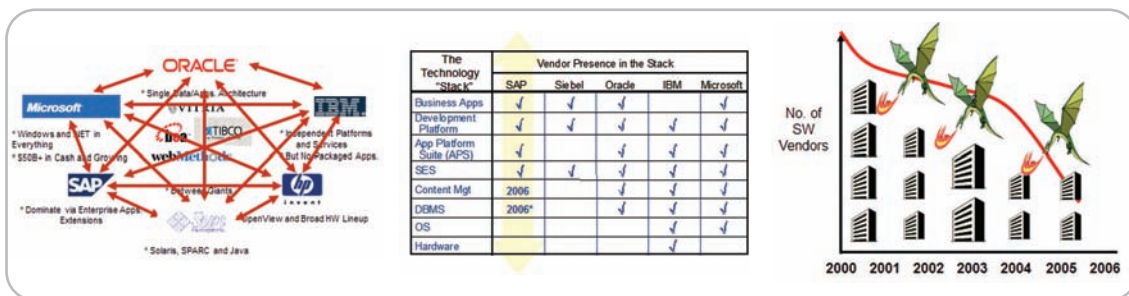 ORACLE
* Single Data/Apps. Architecture
Microsoft
VITRIA
IBM
* Windows and .NET in
Everything
* $50B+ in Cash and Growing
TIBCO
webMethods
* Independent Platforms
and Services
But No Packaged Apps.
SAP
* Between Giants
hp
invent
* Dominate via Enterprise Apps.
Extensions
OpenView and Broad HW Lineup
Sun
* Solaris, SPARC and Java
The Technology "Stack"
Vendor Presence in the Stack
SAP Siebel Oracle IBM Microsoft
Business Apps √ √ √ √
Development Platform √ √ √ √ √
App Platform Suite (APS) √ √ √ √
SES √ √ √ √ √
Content Mgt 2006 √ √ √
DBMS 2006* √ √ √
OS √ √
Hardware √
No. of
SW
Vendors
2000 2001 2002 2003 2004 2005 2006